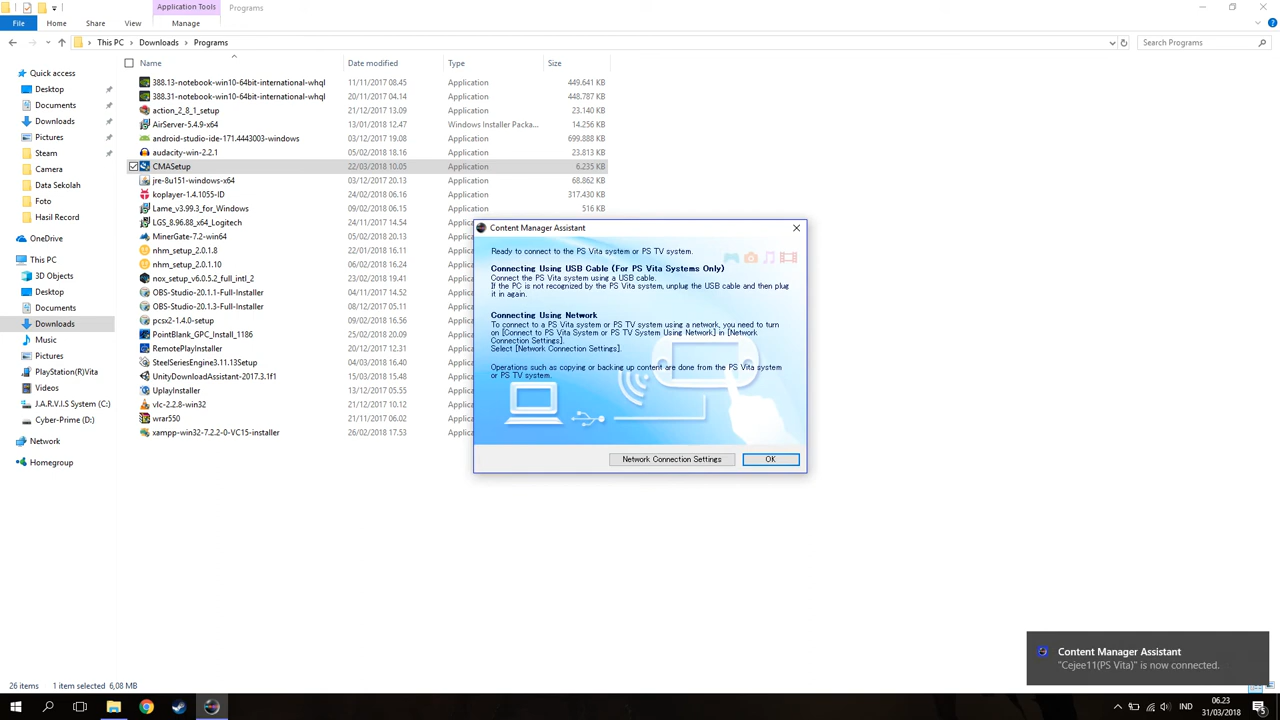 Application Tools
Programs
File
Home
Share
View
Manage
This PC
Downloads
Programs
Search Programs
Name
Date modified
Type
Size
Quick access
Desktop
Documents
Downloads
Pictures
Steam
Camera
Data Sekolah
Foto
Hasil Record
OneDrive
This PC
3D Objects
Desktop
Documents
Downloads
Music
Pictures
PlayStation(R)Vita
Videos
J.A.R.V.I.S System (C:)
Cyber-Prime (D:)
Network
Homegroup
388.13-notebook-win10-64bit-international-whql 11/11/2017 08.45 Application 449.641 KB
388.31-notebook-win10-64bit-international-whql 20/11/2017 04.14 Application 448.787 KB
action_2_8_1_setup 21/12/2017 13.09 Application 23.140 KB
AirServer-5.4.9-x64 13/01/2018 12.47 Windows Installer Packa... 14.256 KB
android-studio-ide-171.4443003-windows 03/12/2017 19.08 Application 699.888 KB
audacity-win-2.2.1 02/02/2018 18.16 Application 23.813 KB
CMASetup 22/03/2018 10.05 Application 6.235 KB
jre-8u151-windows-x64 03/12/2017 20.13 Application 68.862 KB
koplayer-1.4.1055-ID 24/02/2018 06.16 Application 317.430 KB
Lame_v3.99.3_for_Windows 09/02/2018 06.15 Application 516 KB
LGS_8.96.88_x64_Logitech 24/11/2017 14.54 Applica
MinerGate-7.2-win64 05/02/2018 13.18 Applica
nhm_setup_2.0.1.8 22/01/2018 16.11 Applica
nhm_setup_2.0.1.10 06/02/2018 16.24 Applica
nox_setup_v6.0.5.2_full_intl_2 23/02/2018 19.41 Applica
OBS-Studio-20.1.1-Full-Installer 04/11/2017 14.52 Applica
OBS-Studio-20.1.3-Full-Installer 08/12/2017 05.11 Applica
pcsx2-1.4.0-setup 09/02/2018 16.56 Applica
PointBlank_GPC_Install_1186 25/02/2018 20.09 Applica
RemotePlayInstaller 20/12/2017 12.31 Applica
SteelSeriesEngine3.11.13Setup 04/03/2018 16.40 Applica
UnityDownloadAssistant-2017.3.1f1 15/03/2018 15.48 Applica
UplayInstaller 13/12/2017 05.55 Applica
vlc-2.2.8-win32 21/12/2017 10.12 Applica
wrar550 21/11/2017 06.02 Applica
xampp-win32-7.2.2-0-VC15-installer 26/02/2018 17.53 Applica
Content Manager Assistant
Ready to connect to the PS Vita system or PS TV system.
Connecting Using USB Cable (For PS Vita Systems Only)
Connect the PS Vita system using a USB cable.
If the PC is not recognized by the PS Vita system, unplug the USB cable and then plug
it in again.
Connecting Using Network
To connect to a PS Vita system or PS TV system using a network, you need to turn
on [Connect to PS Vita System or PS TV System Using Network] in [Network
Connection Settings].
Select [Network Connection Settings].
Operations such as copying or backing up content are done from the PS Vita system
or PS TV system.
Network Connection Settings
OK
Content Manager Assistant
"Cejee11(PS Vita)" is now connected.
26 items
1 item selected 6,08 MB
IND
06.23
31/03/2018
5